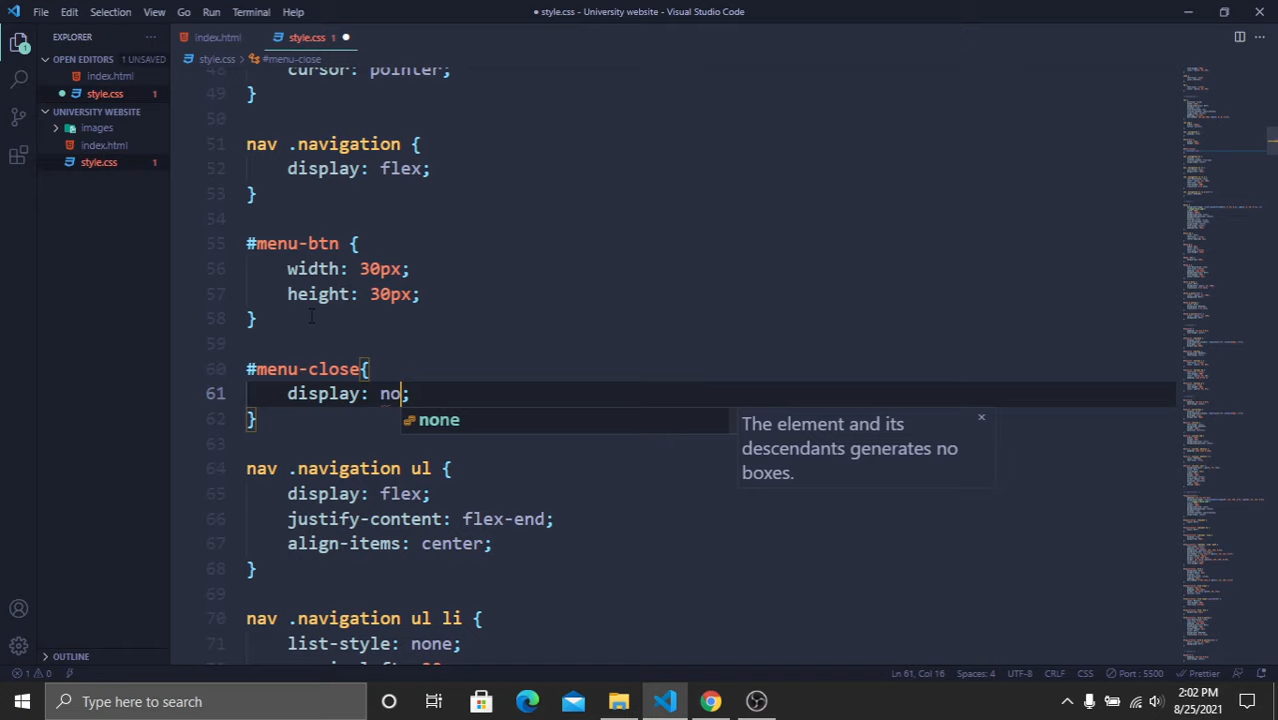 File Edit Selection View Go Run Terminal Help
● style.css - University website - Visual Studio Code
EXPLORER ···
index.html
style.css 1 ●
style.css > #menu-close
OPEN EDITORS 1 UNSAVED
index.html
● style.css 1
UNIVERSITY WEBSITE
images
index.html
style.css 1
1
48 cursor: pointer;
49 }
50
51 nav .navigation {
52 display: flex;
53 }
54
55 #menu-btn {
56 width: 30px;
57 height: 30px;
58 }
59
60 #menu-close{
61 display: no;
none
The element and its
descendants generates no
boxes.
62 }
63
64 nav .navigation ul {
65 display: flex;
66 justify-content: flex-end;
67 align-items: center;
68 }
69
70 nav .navigation ul li {
71 list-style: none;
OUTLINE
1 0
Ln 61, Col 16 Spaces: 4 UTF-8 CRLF CSS Port : 5500 Prettier
Type here to search
2:02 PM
8/25/2021